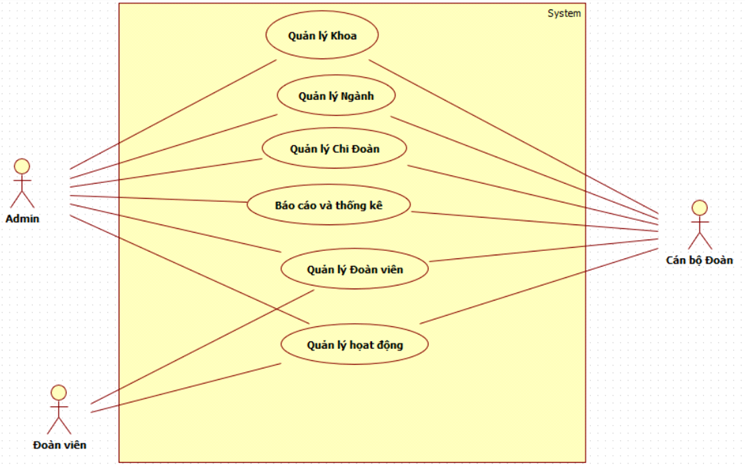 System
Quản lý Khoa
Quản lý Ngành
Quản lý Chi Đoàn
Báo cáo và thống kê
Admin
Quản lý Đoàn viên
Cán bộ Đoàn
Quản lý họat động
Đoàn viên